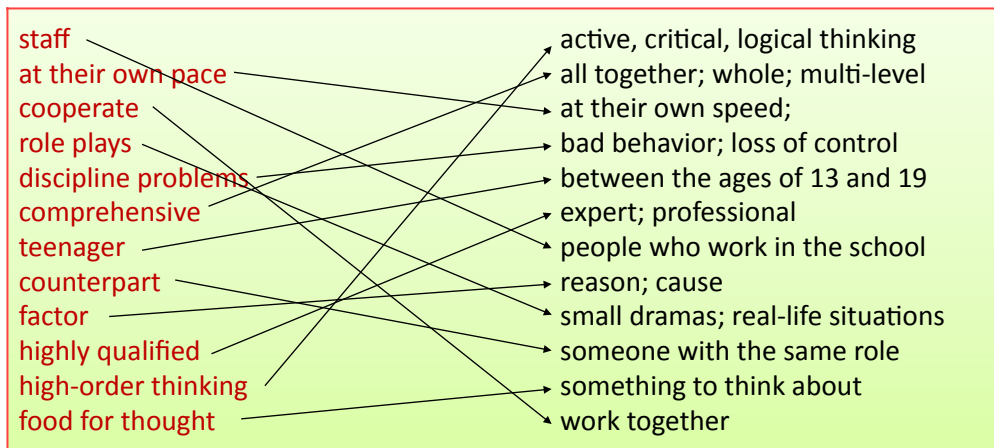 staff
at their own pace
cooperate
role plays
discipline problems
comprehensive
teenager
counterpart
factor
highly qualified
high-order thinking
food for thought
active, critical, logical thinking
all together; whole; multi-level
at their own speed;
bad behavior; loss of control
between the ages of 13 and 19
expert; professional
people who work in the school
reason; cause
small dramas; real-life situations
someone with the same role
something to think about
work together